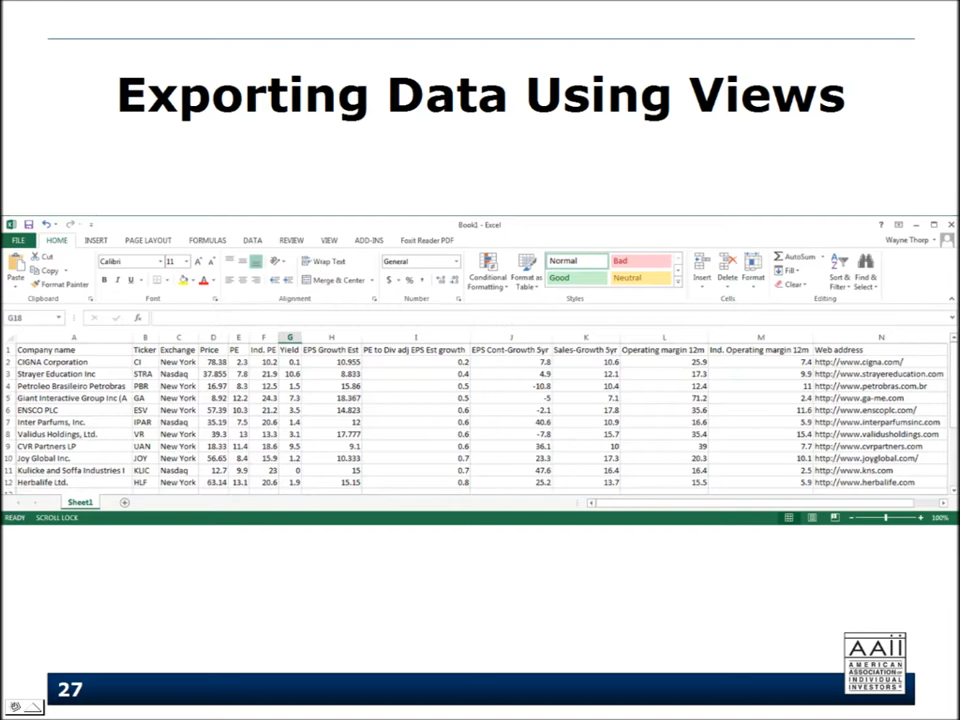 Exporting Data Using Views
Book1 - Excel
FILE HOME INSERT PAGE LAYOUT FORMULAS DATA REVIEW VIEW ADD-INS Foxit Reader PDF Wayne Thorp
Paste Cut Copy Format Painter Clipboard
Calibri 11 B I U Font
Wrap Text Merge & Center Alignment
General $ % Number
Conditional Formatting Format as Table Normal Bad Good Neutral Styles
Insert Delete Format Cells
AutoSum Fill Clear Sort & Filter Find & Select Editing
G18 fx
A B C D E F G H I J K L M N
1 Company name Ticker Exchange Price PE Ind. PE Yield EPS Growth Est PE to Div adj EPS Est growth EPS Cont-Growth 5yr Sales-Growth 5yr Operating margin 12m Ind. Operating margin 12m Web address
2 CIGNA Corporation CI New York 78.38 2.3 10.2 0.1 10.955 0.2 7.8 10.6 25.9 7.4 http://www.cigna.com/
3 Strayer Education Inc STRA Nasdaq 37.855 7.8 21.9 10.6 8.833 0.4 4.9 12.1 17.3 9.9 http://www.strayereducation.com
4 Petroleo Brasileiro Petrobras PBR New York 16.97 8.3 12.5 1.5 15.86 0.5 -10.8 10.4 12.4 11 http://www.petrobras.com.br
5 Giant Interactive Group Inc (A GA New York 8.92 12.2 24.3 7.3 18.367 0.5 -5 7.1 71.2 2.4 http://www.ga-me.com
6 ENSCO PLC ESV New York 57.39 10.3 21.2 3.5 14.823 0.6 -2.1 17.8 35.6 11.6 http://www.enscoplc.com/
7 Inter Parfums, Inc. IPAR Nasdaq 35.19 7.5 20.6 1.4 12 0.6 40.6 10.9 16.6 5.9 http://www.interparfumsinc.com
8 Validus Holdings, Ltd. VR New York 39.3 13 13.3 3.1 17.777 0.6 -7.8 15.7 35.4 15.4 http://www.validusholdings.com
9 CVR Partners LP UAN New York 18.33 11.4 18.6 9.5 9.1 0.6 36.1 10 39 7.7 http://www.cvrpartners.com
10 Joy Global Inc. JOY New York 56.65 8.4 15.9 1.2 10.333 0.7 23.3 17.3 20.3 10.1 http://www.joyglobal.com/
11 Kulicke and Soffa Industries I KLIC Nasdaq 12.7 9.9 23 0 15 0.7 47.6 16.4 16.4 2.5 http://www.kns.com
12 Herbalife Ltd. HLF New York 63.14 13.1 20.6 1.9 15.15 0.8 25.2 13.7 15.5 5.9 http://www.herbalife.com
Sheet1
READY SCROLL LOCK 100%
27
AAII
AMERICAN
ASSOCIATION OF
INDIVIDUAL
INVESTORS®